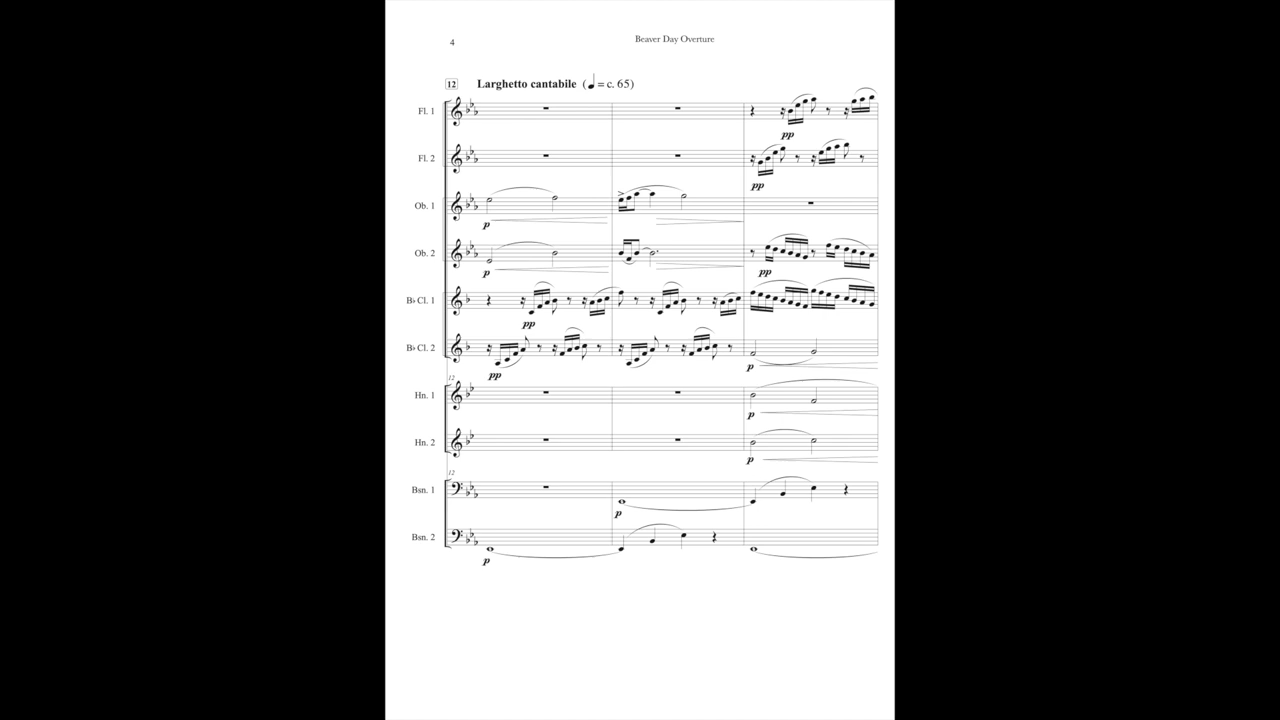 4
Beaver Day Overture
12 Larghetto cantabile (♩ = c. 65)
Fl. 1
pp
Fl. 2
pp
Ob. 1
p
Ob. 2
p pp
B♭ Cl. 1
pp
B♭ Cl. 2
pp p
12
Hn. 1
p
Hn. 2
p
12
Bsn. 1
p
Bsn. 2
p